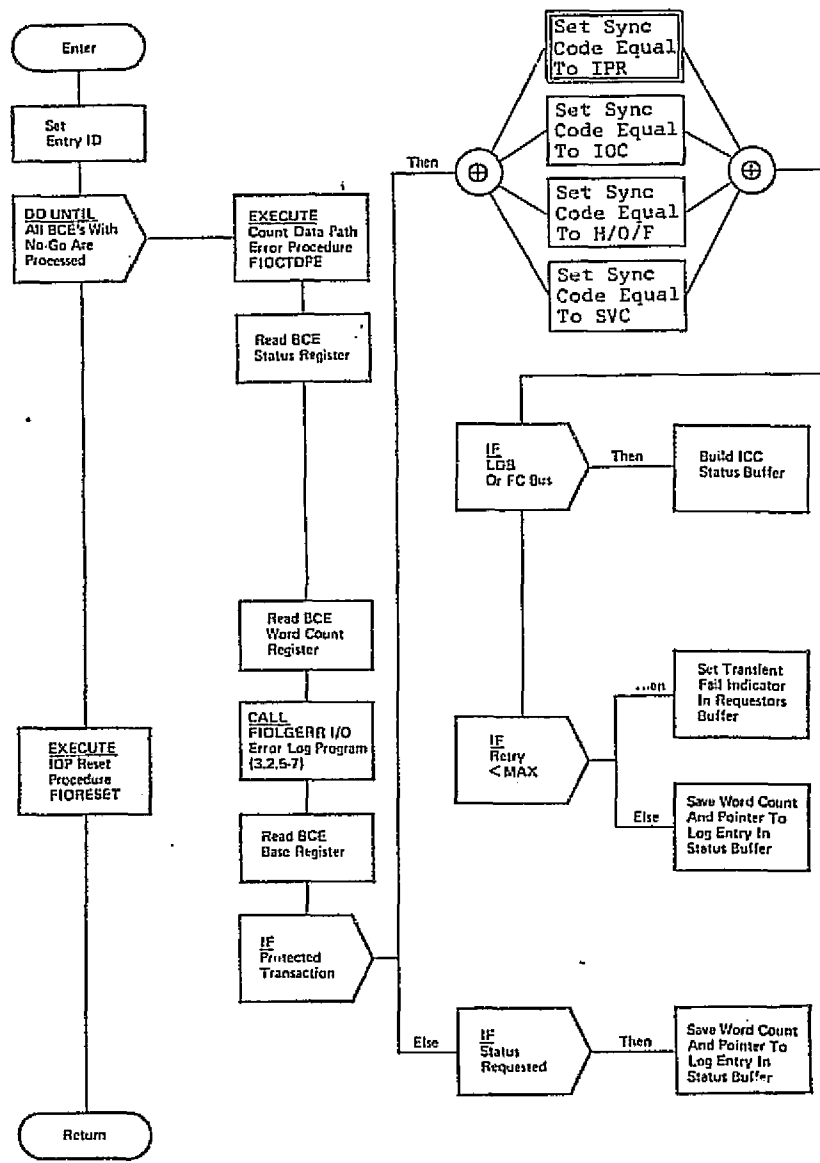 Enter
Set
Entry ID
DO UNTIL
All BCE's With
No-Go Are
Processed
EXECUTE
IOP Reset
Procedure
FIORESET
Return
EXECUTE
Count Data Path
Error Procedure
FIOCTDPE
Read BCE
Status Register
Read BCE
Word Count
Register
CALL
FIOLGERR I/O
Error Log Program
(3.2.5-7)
Read BCE
Base Register
IF
Protected
Transaction
Then
Set Sync
Code Equal
To IPR
Set Sync
Code Equal
To IOC
Set Sync
Code Equal
To H/O/F
Set Sync
Code Equal
To SVC
IF
LDB
Or FC Bus
Then
Build ICC
Status Buffer
IF
Retry
< MAX
Set Transient
Fail Indicator
In Requestors
Buffer
Else
Save Word Count
And Pointer To
Log Entry In
Status Buffer
Else
IF
Status
Requested
Then
Save Word Count
And Pointer To
Log Entry In
Status Buffer